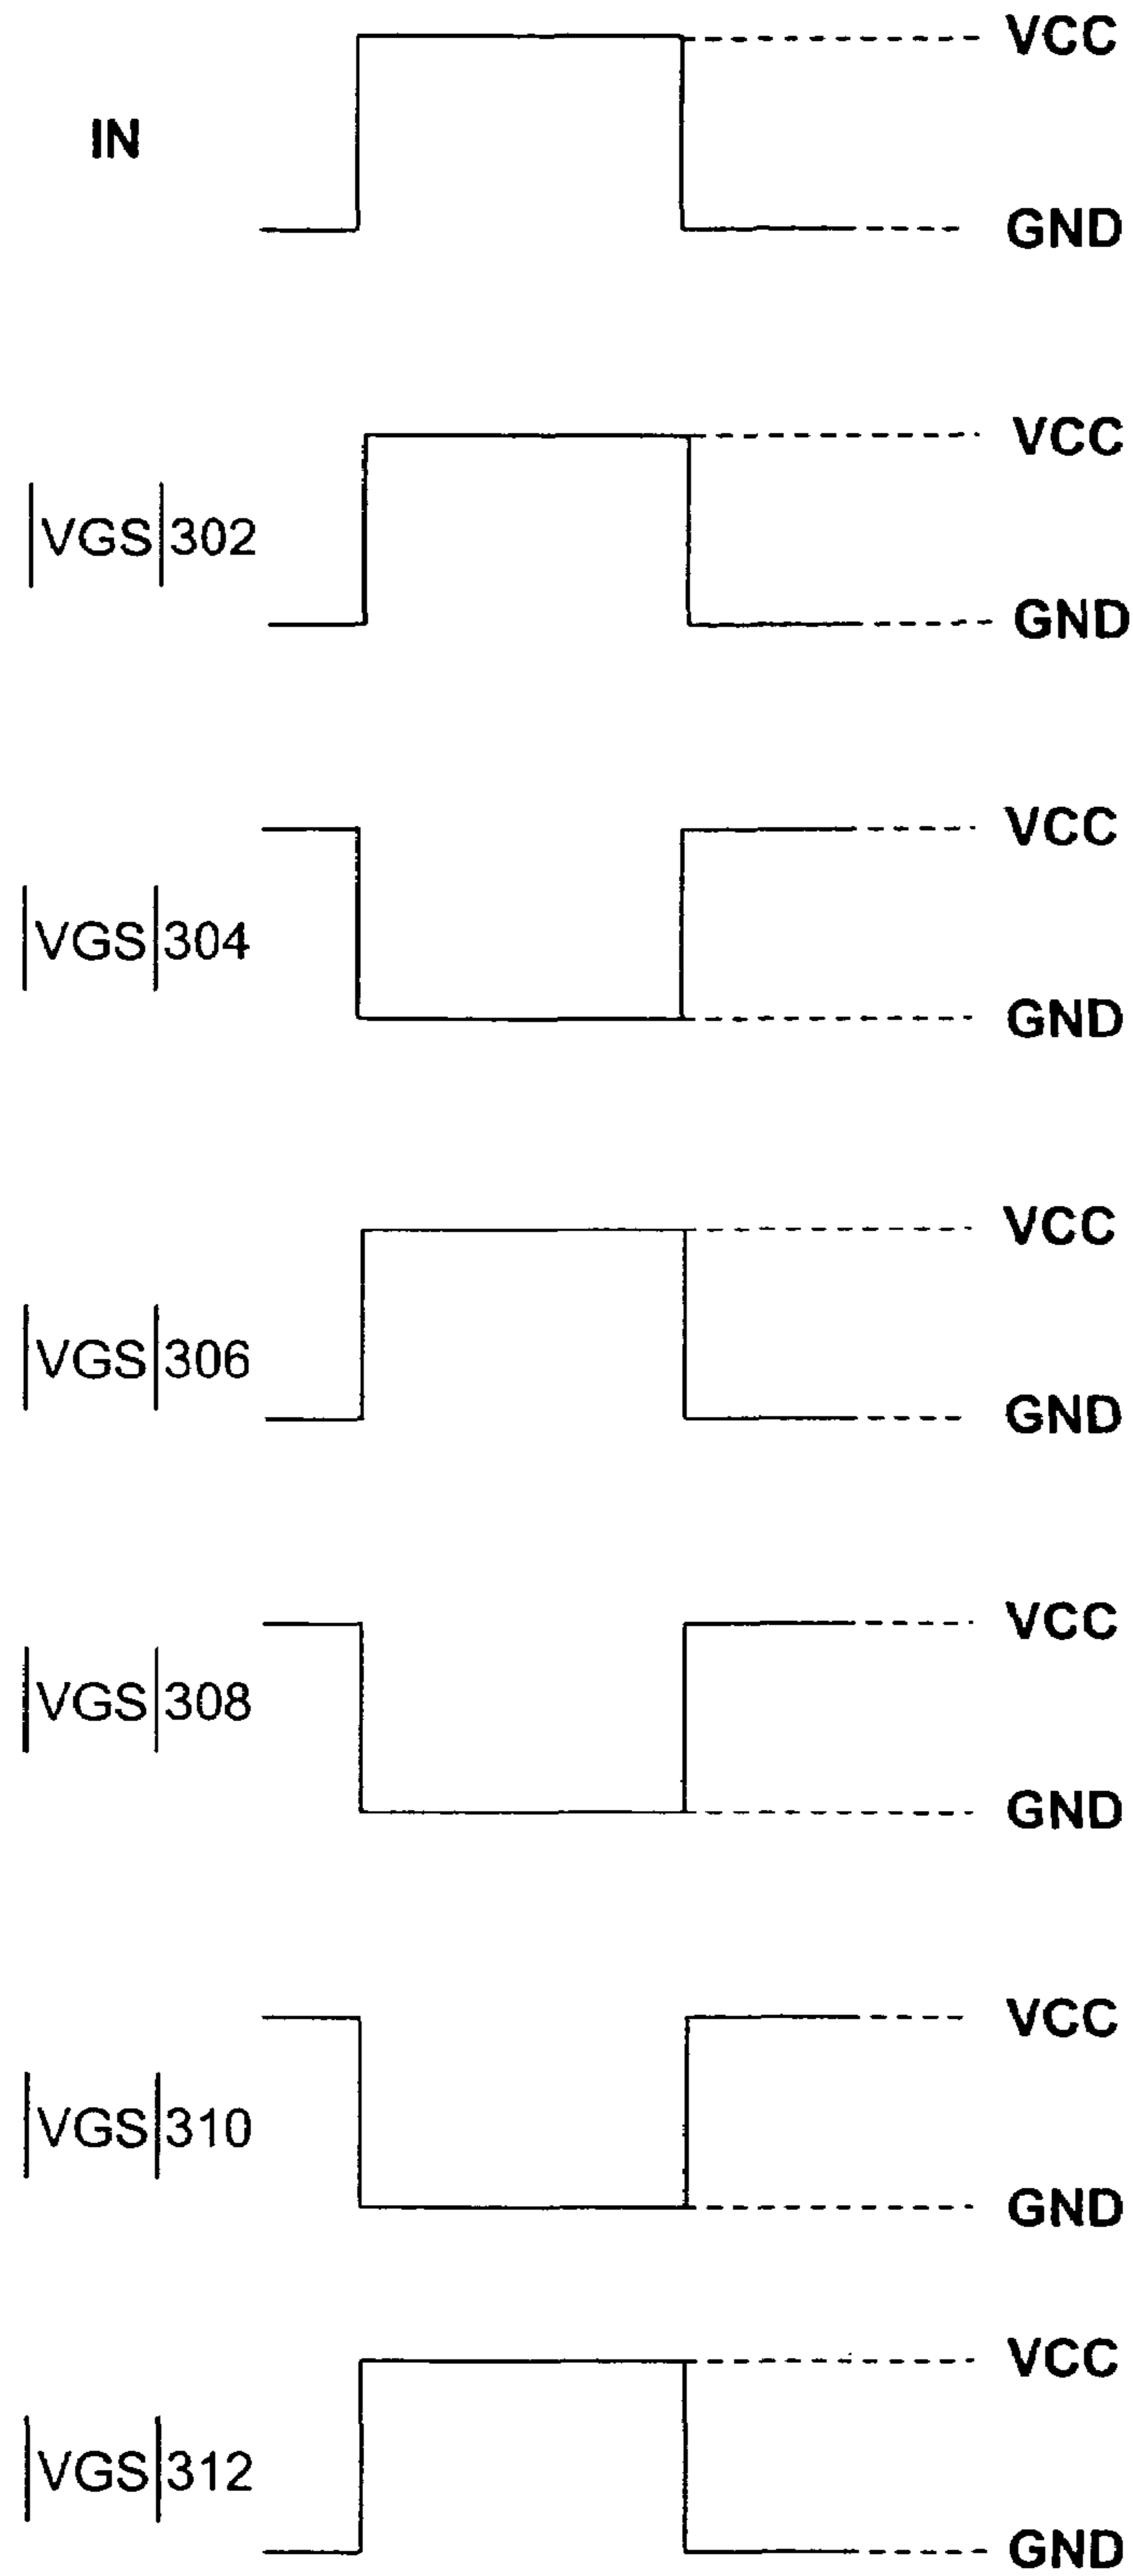 VCC
IN
GND
VCC
|VGS|302
GND
VCC
|VGS|304
GND
VCC
|VGS|306
GND
VCC
|VGS|308
GND
VCC
|VGS|310
GND
VCC
|VGS|312
GND